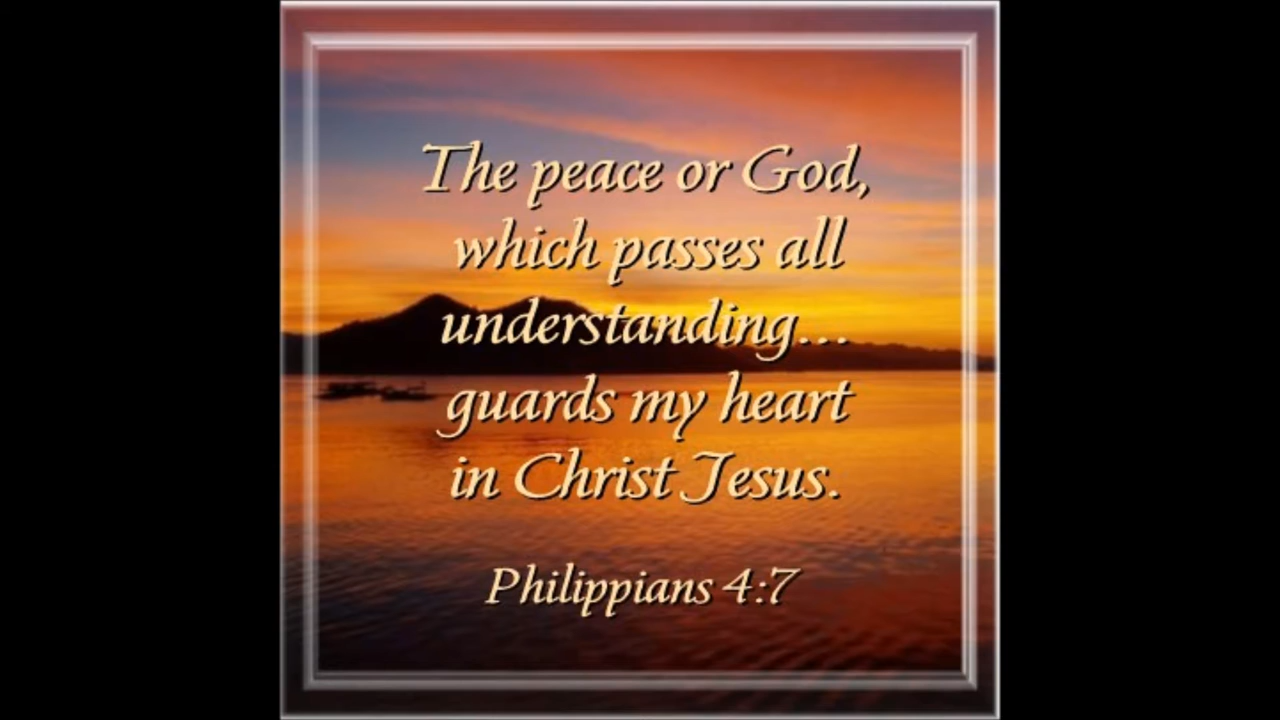 The peace or God,
which passes all
understanding...
guards my heart
in Christ Jesus.
Philippians 4:7